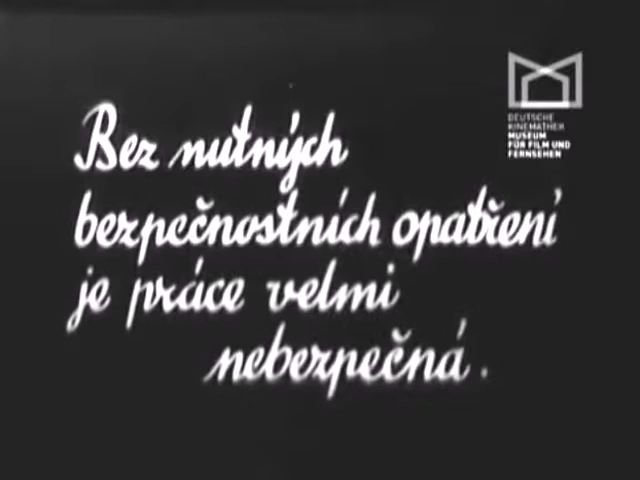 DEUTSCHE
KINEMATHEK
MUSEUM
FÜR FILM UND
FERNSEHEN
Bez nutných
bezpečnostních opatření
je práce velmi
nebezpečná.